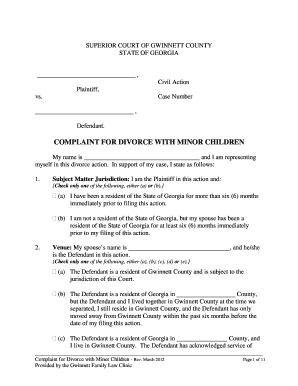 SUPERIOR COURT OF GWINNETT COUNTY
STATE OF GEORGIA
_________________________ ,
Civil Action
Plaintiff,
vs.
Case Number
_________________________ ,
Defendant.
COMPLAINT FOR DIVORCE WITH MINOR CHILDREN
My name is ______________________________ and I am representing
myself in this divorce action. In support of my case, I state as follows:
1. Subject Matter Jurisdiction: I am the Plaintiff in this action and:
[Check only one of the following, either (a) or (b).]
☐ (a) I have been a resident of the State of Georgia for more than six (6) months
immediately prior to filing this action.
☐ (b) I am not a resident of the State of Georgia, but my spouse has been a
resident of the State of Georgia for at least six (6) months immediately
prior to my filing of this action.
2. Venue: My spouse's name is _________________________, and he/she
is the Defendant in this action.
[Check only one of the following, either (a), (b), (c), (d) or (e).]
☐ (a) The Defendant is a resident of Gwinnett County and is subject to the
jurisdiction of this Court.
☐ (b) The Defendant is a resident of Georgia in _______________ County,
but the Defendant and I lived together in Gwinnett County at the time we
separated, I still reside in Gwinnett County, and the Defendant has only
moved away from Gwinnett County within the past six months before the
date of my filing this action.
☐ (c) The Defendant is a resident of Georgia in _______________ County, and
I live in Gwinnett County. The Defendant has acknowledged service of
Complaint for Divorce with Minor Children - Rev. March 2012 Page 1 of 11
Provided by the Gwinnett Family Law Clinic